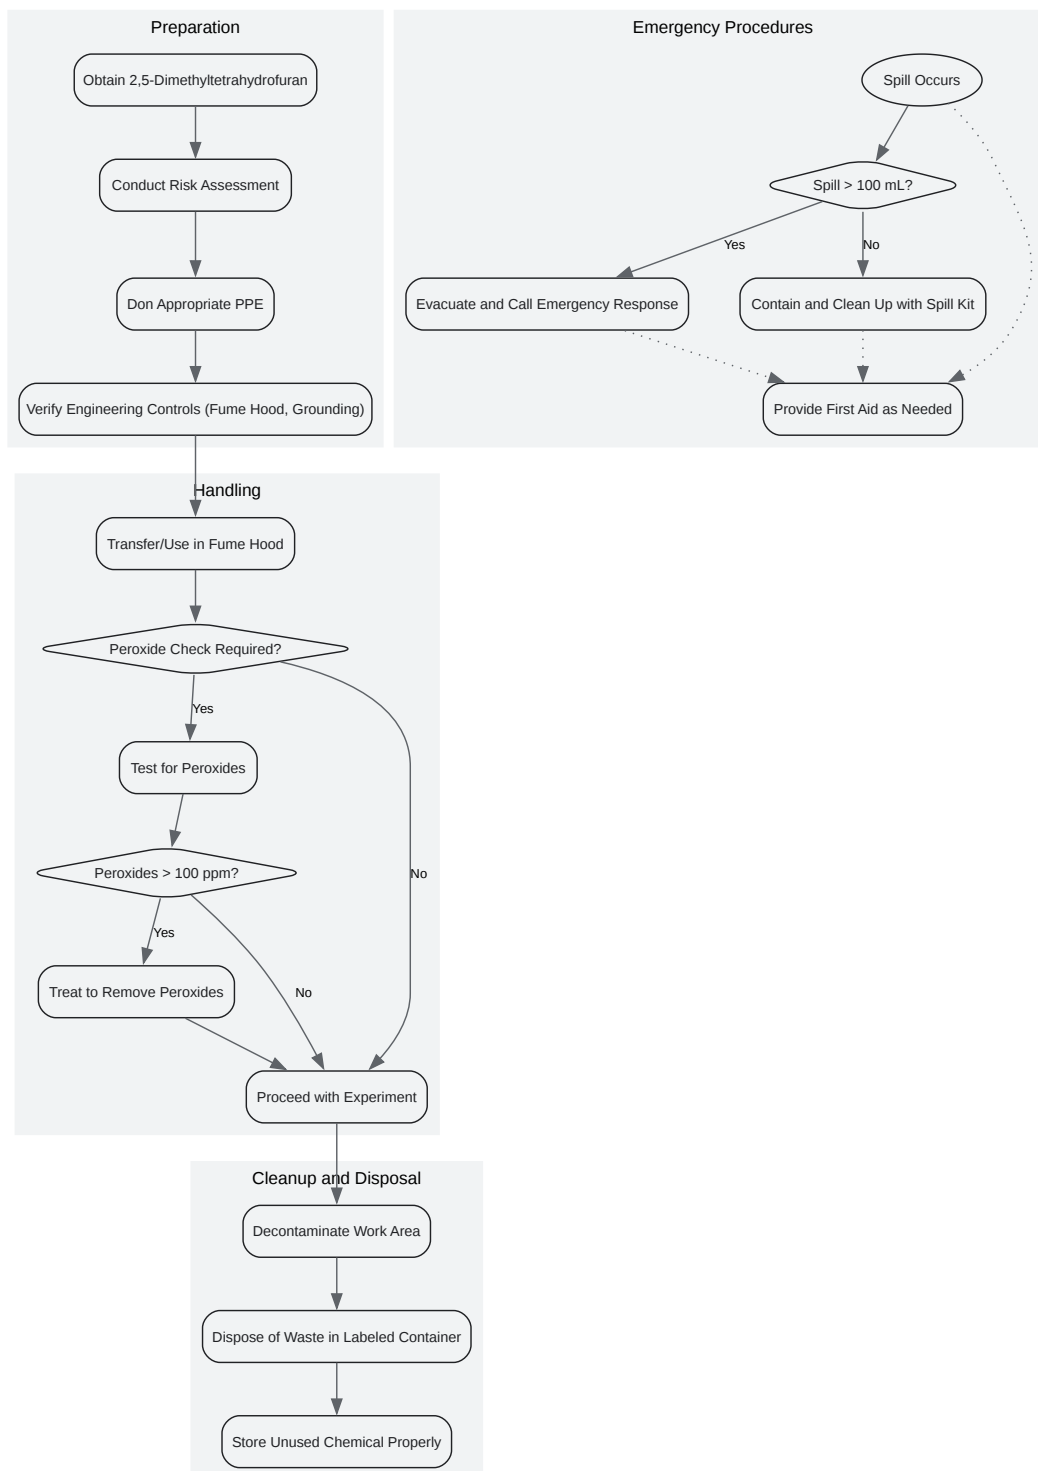 Preparation
Obtain 2,5-Dimethyltetrahydrofuran
Conduct Risk Assessment
Don Appropriate PPE
Verify Engineering Controls (Fume Hood, Grounding)
Emergency Procedures
Spill Occurs
Spill > 100 mL?
Yes
No
Evacuate and Call Emergency Response
Contain and Clean Up with Spill Kit
Provide First Aid as Needed
Handling
Transfer/Use in Fume Hood
Peroxide Check Required?
Yes
Test for Peroxides
Peroxides > 100 ppm?
No
Yes
Treat to Remove Peroxides
No
Proceed with Experiment
Cleanup and Disposal
Decontaminate Work Area
Dispose of Waste in Labeled Container
Store Unused Chemical Properly